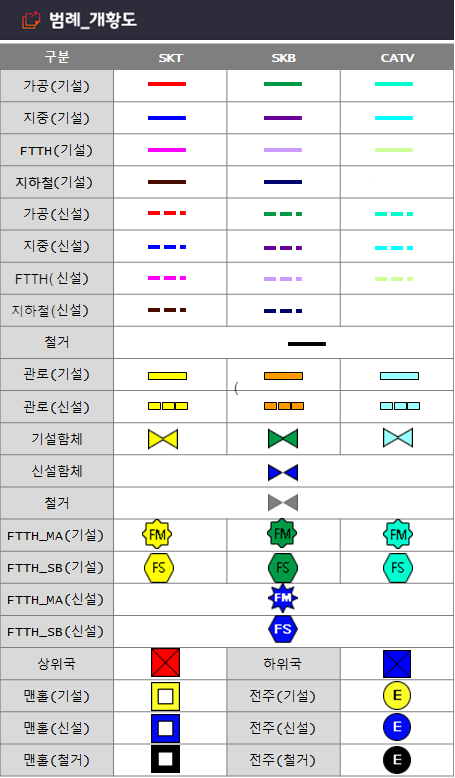 범례_개황도
구분 SKT SKB CATV
가공(기설)
지중(기설)
FTTH(기설)
지하철(기설)
가공(신설)
지중(신설)
FTTH(신설)
지하철(신설)
철거
관로(기설)
(
관로(신설)
기설함체
신설함체
철거
FTTH_MA(기설) FM FM FM
FTTH_SB(기설) FS FS FS
FTTH_MA(신설) FM
FTTH_SB(신설) FS
상위국 하위국
맨홀(기설) 전주(기설) E
맨홀(신설) 전주(신설) E
맨홀(철거) 전주(철거) E